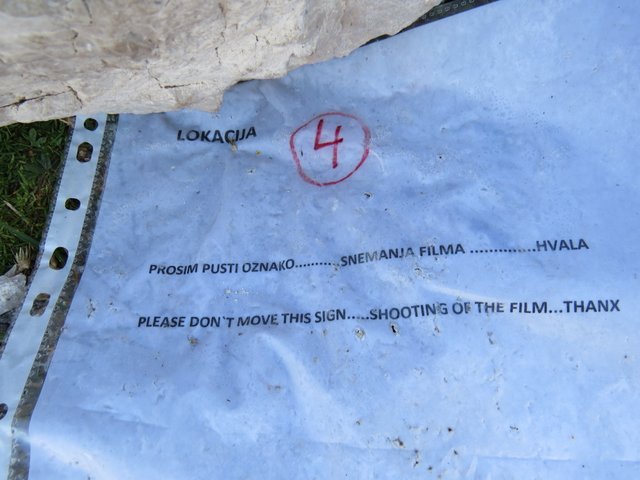 LOKACIJA 4
PROSIM PUSTI OZNAKO..........SNEMANJA FILMA ..............HVALA
PLEASE DON`T MOVE THIS SIGN.....SHOOTING OF THE FILM...THANX